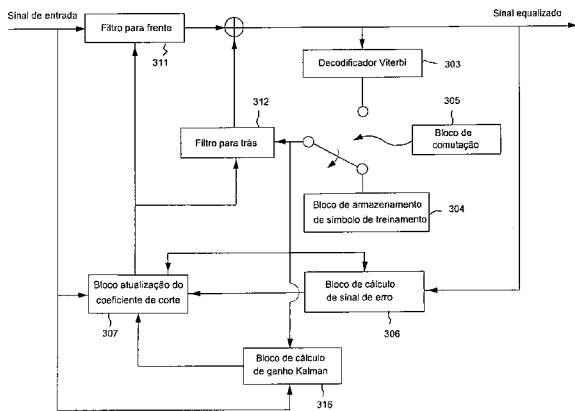 Sinal de entrada
Sinal equalizado
Filtro para frente
311
Decodificador Viterbi
303
312
305
Filtro para trás
Bloco de
comutação
Bloco de armazenamento
de símbolo de treinamento
304
Bloco atualização do
coeficiente de corte
307
Bloco de cálculo
de sinal de erro
306
Bloco de cálculo
de ganho Kalman
316